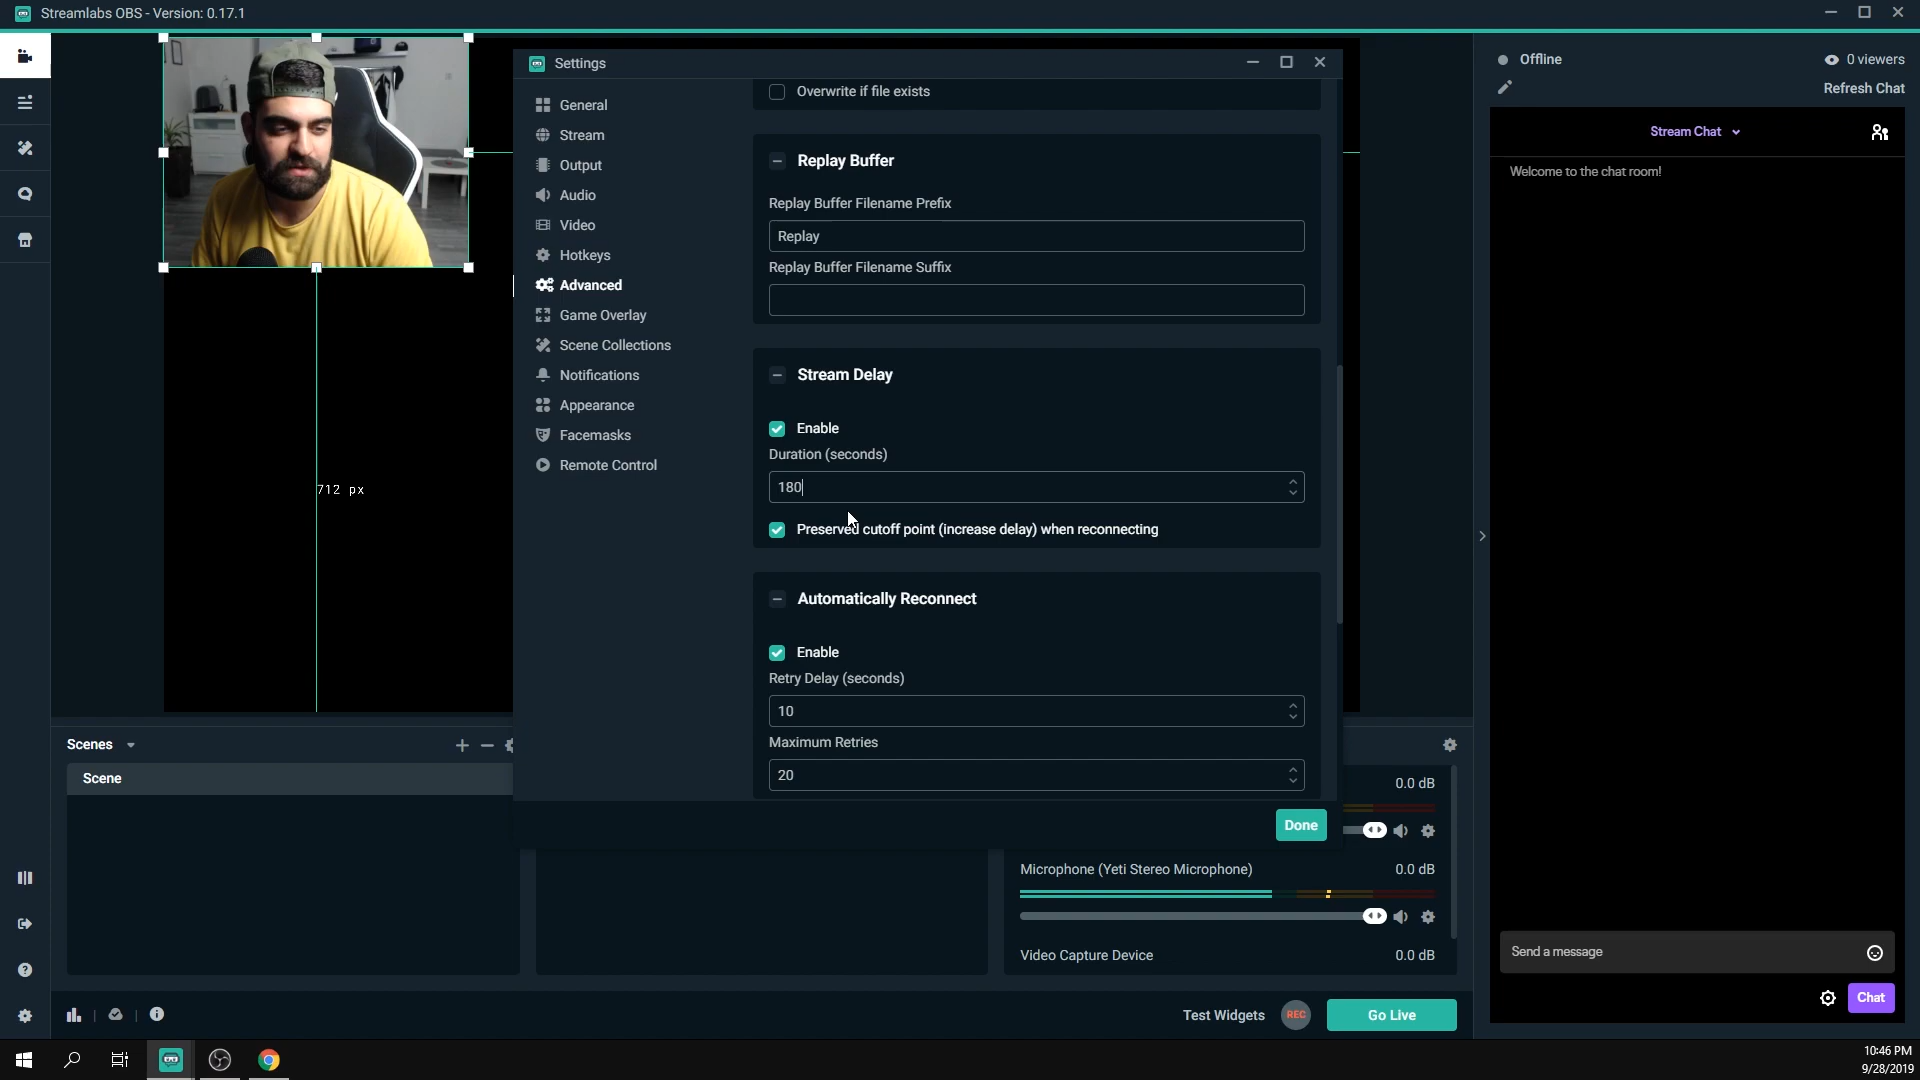 Streamlabs OBS - Version: 0.17.1
Settings
General
Stream
Output
Audio
Video
Hotkeys
Advanced
Game Overlay
Scene Collections
Notifications
Appearance
Facemasks
Remote Control
Overwrite if file exists
Replay Buffer
Replay Buffer Filename Prefix
Replay
Replay Buffer Filename Suffix
Stream Delay
Enable
Duration (seconds)
180
Preserved cutoff point (increase delay) when reconnecting
Automatically Reconnect
Enable
Retry Delay (seconds)
10
Maximum Retries
20
Done
712 px
Offline
0 viewers
Refresh Chat
Stream Chat
Welcome to the chat room!
Send a message
Chat
Scenes
Scene
0.0 dB
Microphone (Yeti Stereo Microphone) 0.0 dB
Video Capture Device 0.0 dB
Test Widgets
REC
Go Live
10:46 PM
9/28/2019